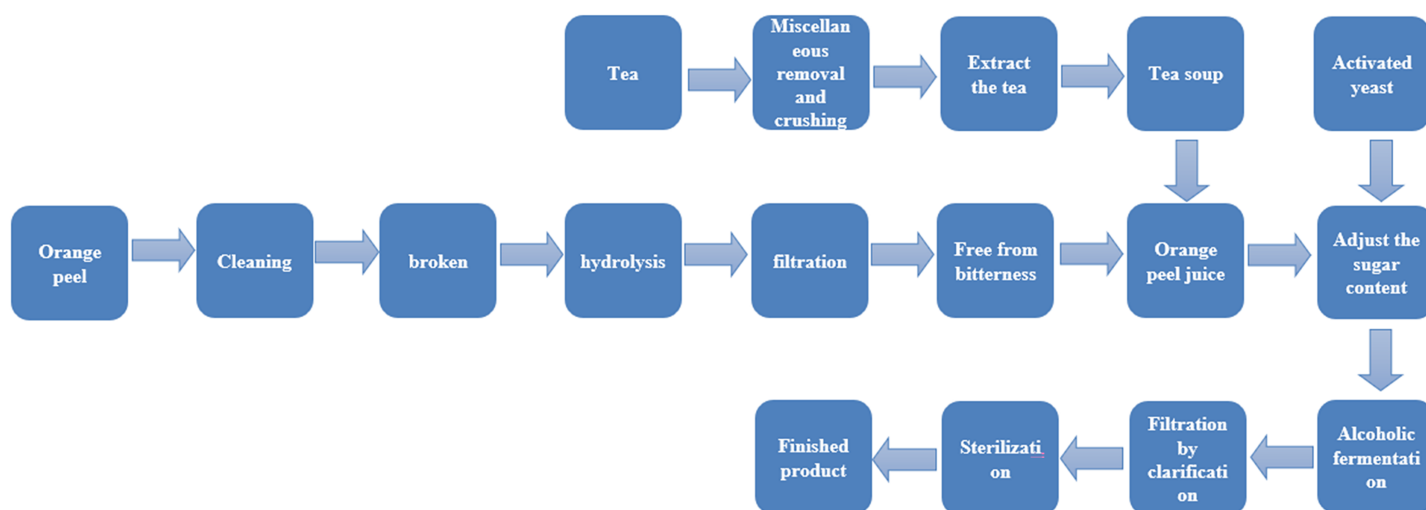 Tea
Miscellan
eous
removal
and
crushing
Extract
the tea
Tea soup
Activated
yeast
Orange
peel
Cleaning
broken
hydrolysis
filtration
Free from
bitterness
Orange
peel juice
Adjust the
sugar
content
Finished
product
Sterilizati
on
Filtration
by
clarificati
on
Alcoholic
fermentati
on